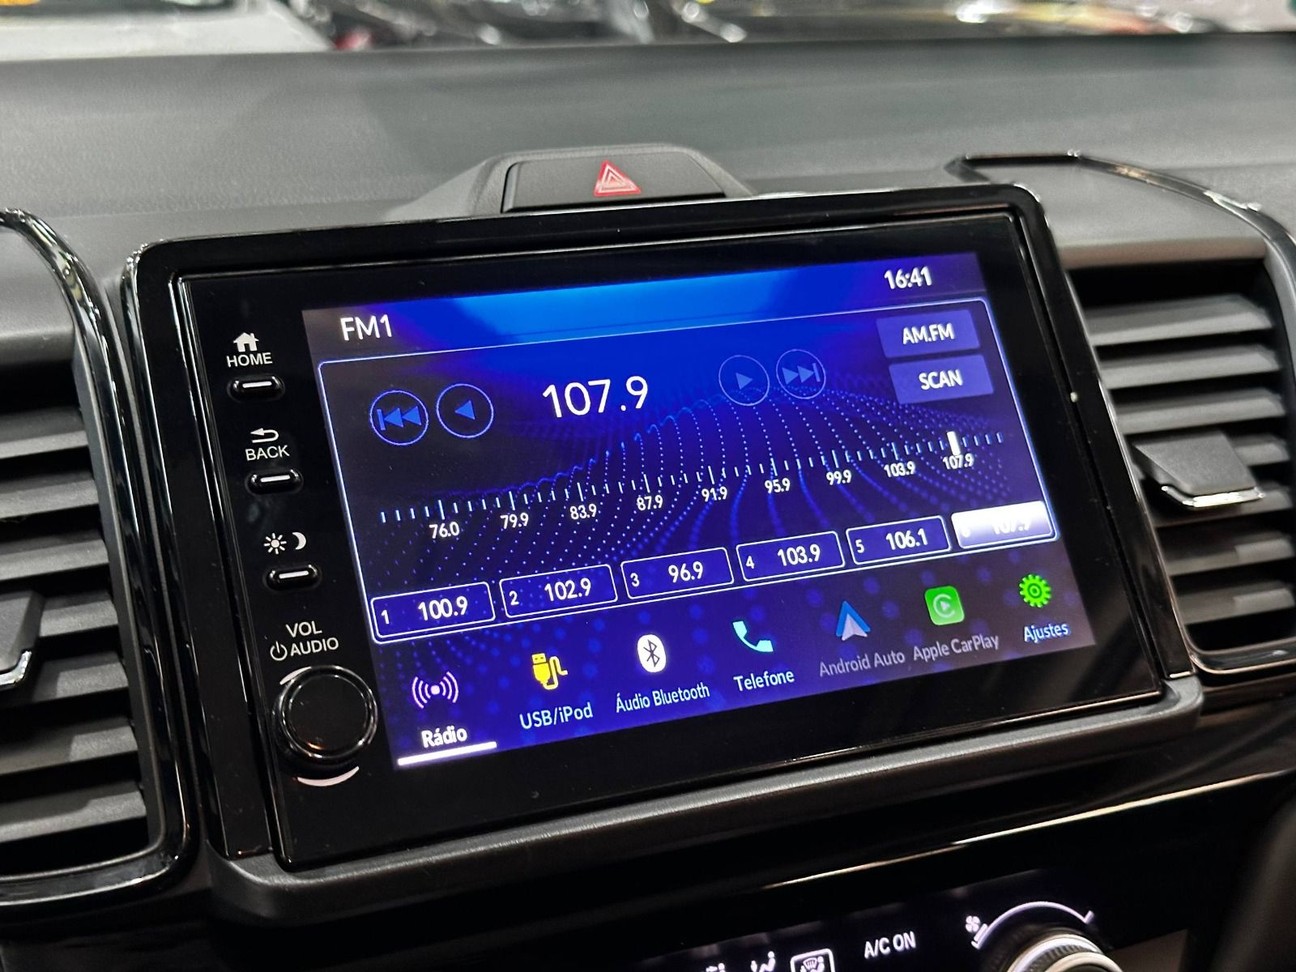 16:41
FM1
HOME
AM.FM
107.9
SCAN
BACK
76.0 79.9 83.9 87.9 91.9 95.9 99.9 103.9 107.9
1 100.9
2 102.9
3 96.9
4 103.9
5 106.1
107.9
VOL
AUDIO
Rádio
USB/iPod
Áudio Bluetooth
Telefone
Android Auto
Apple CarPlay
Ajustes
A/C ON